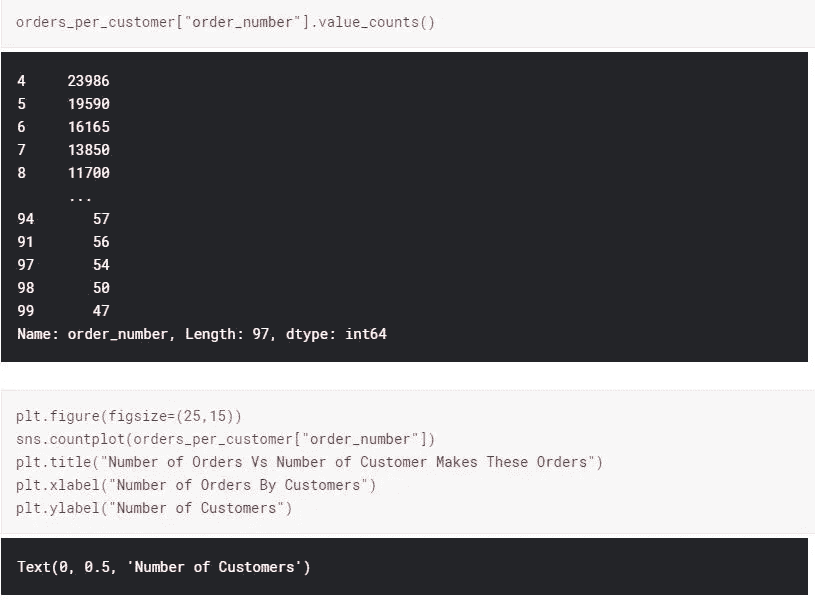 orders_per_customer["order_number"].value_counts()
4     23986
5     19590
6     16165
7     13850
8     11700
      ...
94       57
91       56
97       54
98       50
99       47
Name: order_number, Length: 97, dtype: int64
plt.figure(figsize=(25,15))
sns.countplot(orders_per_customer["order_number"])
plt.title("Number of Orders Vs Number of Customer Makes These Orders")
plt.xlabel("Number of Orders By Customers")
plt.ylabel("Number of Customers")
Text(0, 0.5, 'Number of Customers')